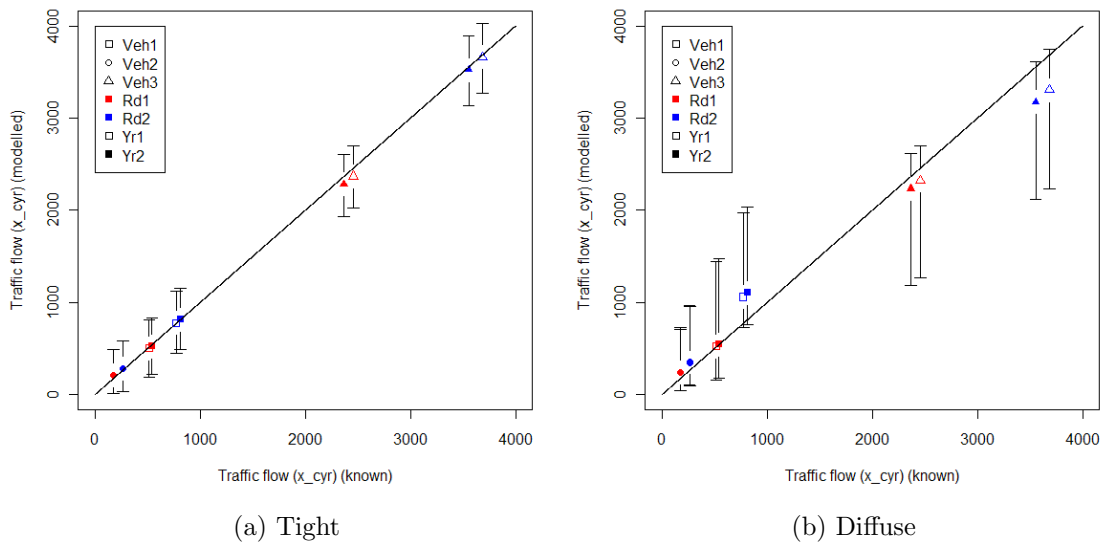 Traffic flow (x_cyr) (modelled)
4000
3000
2000
1000
0
Veh1
Veh2
Veh3
Rd1
Rd2
Yr1
Yr2
0 1000 2000 3000 4000
Traffic flow (x_cyr) (known)
(a) Tight
Traffic flow (x_cyr) (modelled)
4000
3000
2000
1000
0
Veh1
Veh2
Veh3
Rd1
Rd2
Yr1
Yr2
0 1000 2000 3000 4000
Traffic flow (x_cyr) (known)
(b) Diffuse